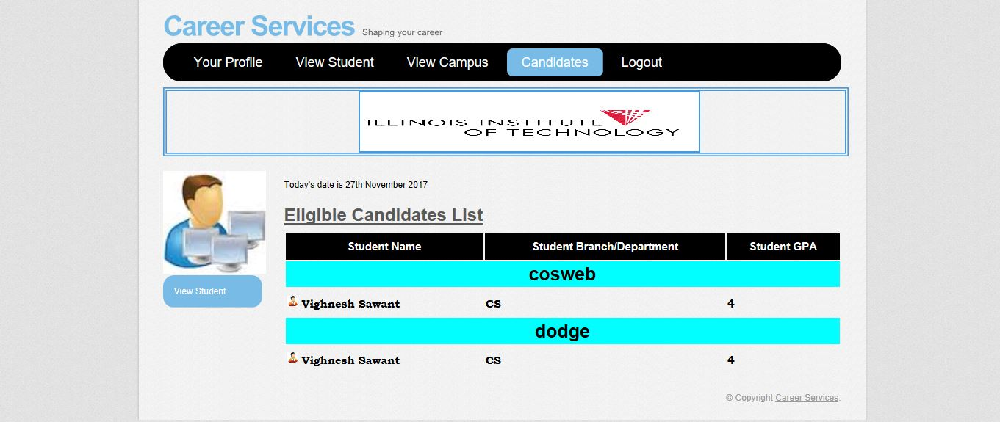 Career Services Shaping your career
Your Profile View Student View Campus Candidates Logout
ILLINOIS INSTITUTE
OF TECHNOLOGY
Today's date is 27th November 2017
Eligible Candidates List
Student Name Student Branch/Department Student GPA
cosweb
Vighnesh Sawant CS 4
dodge
Vighnesh Sawant CS 4
View Student
© Copyright Career Services.